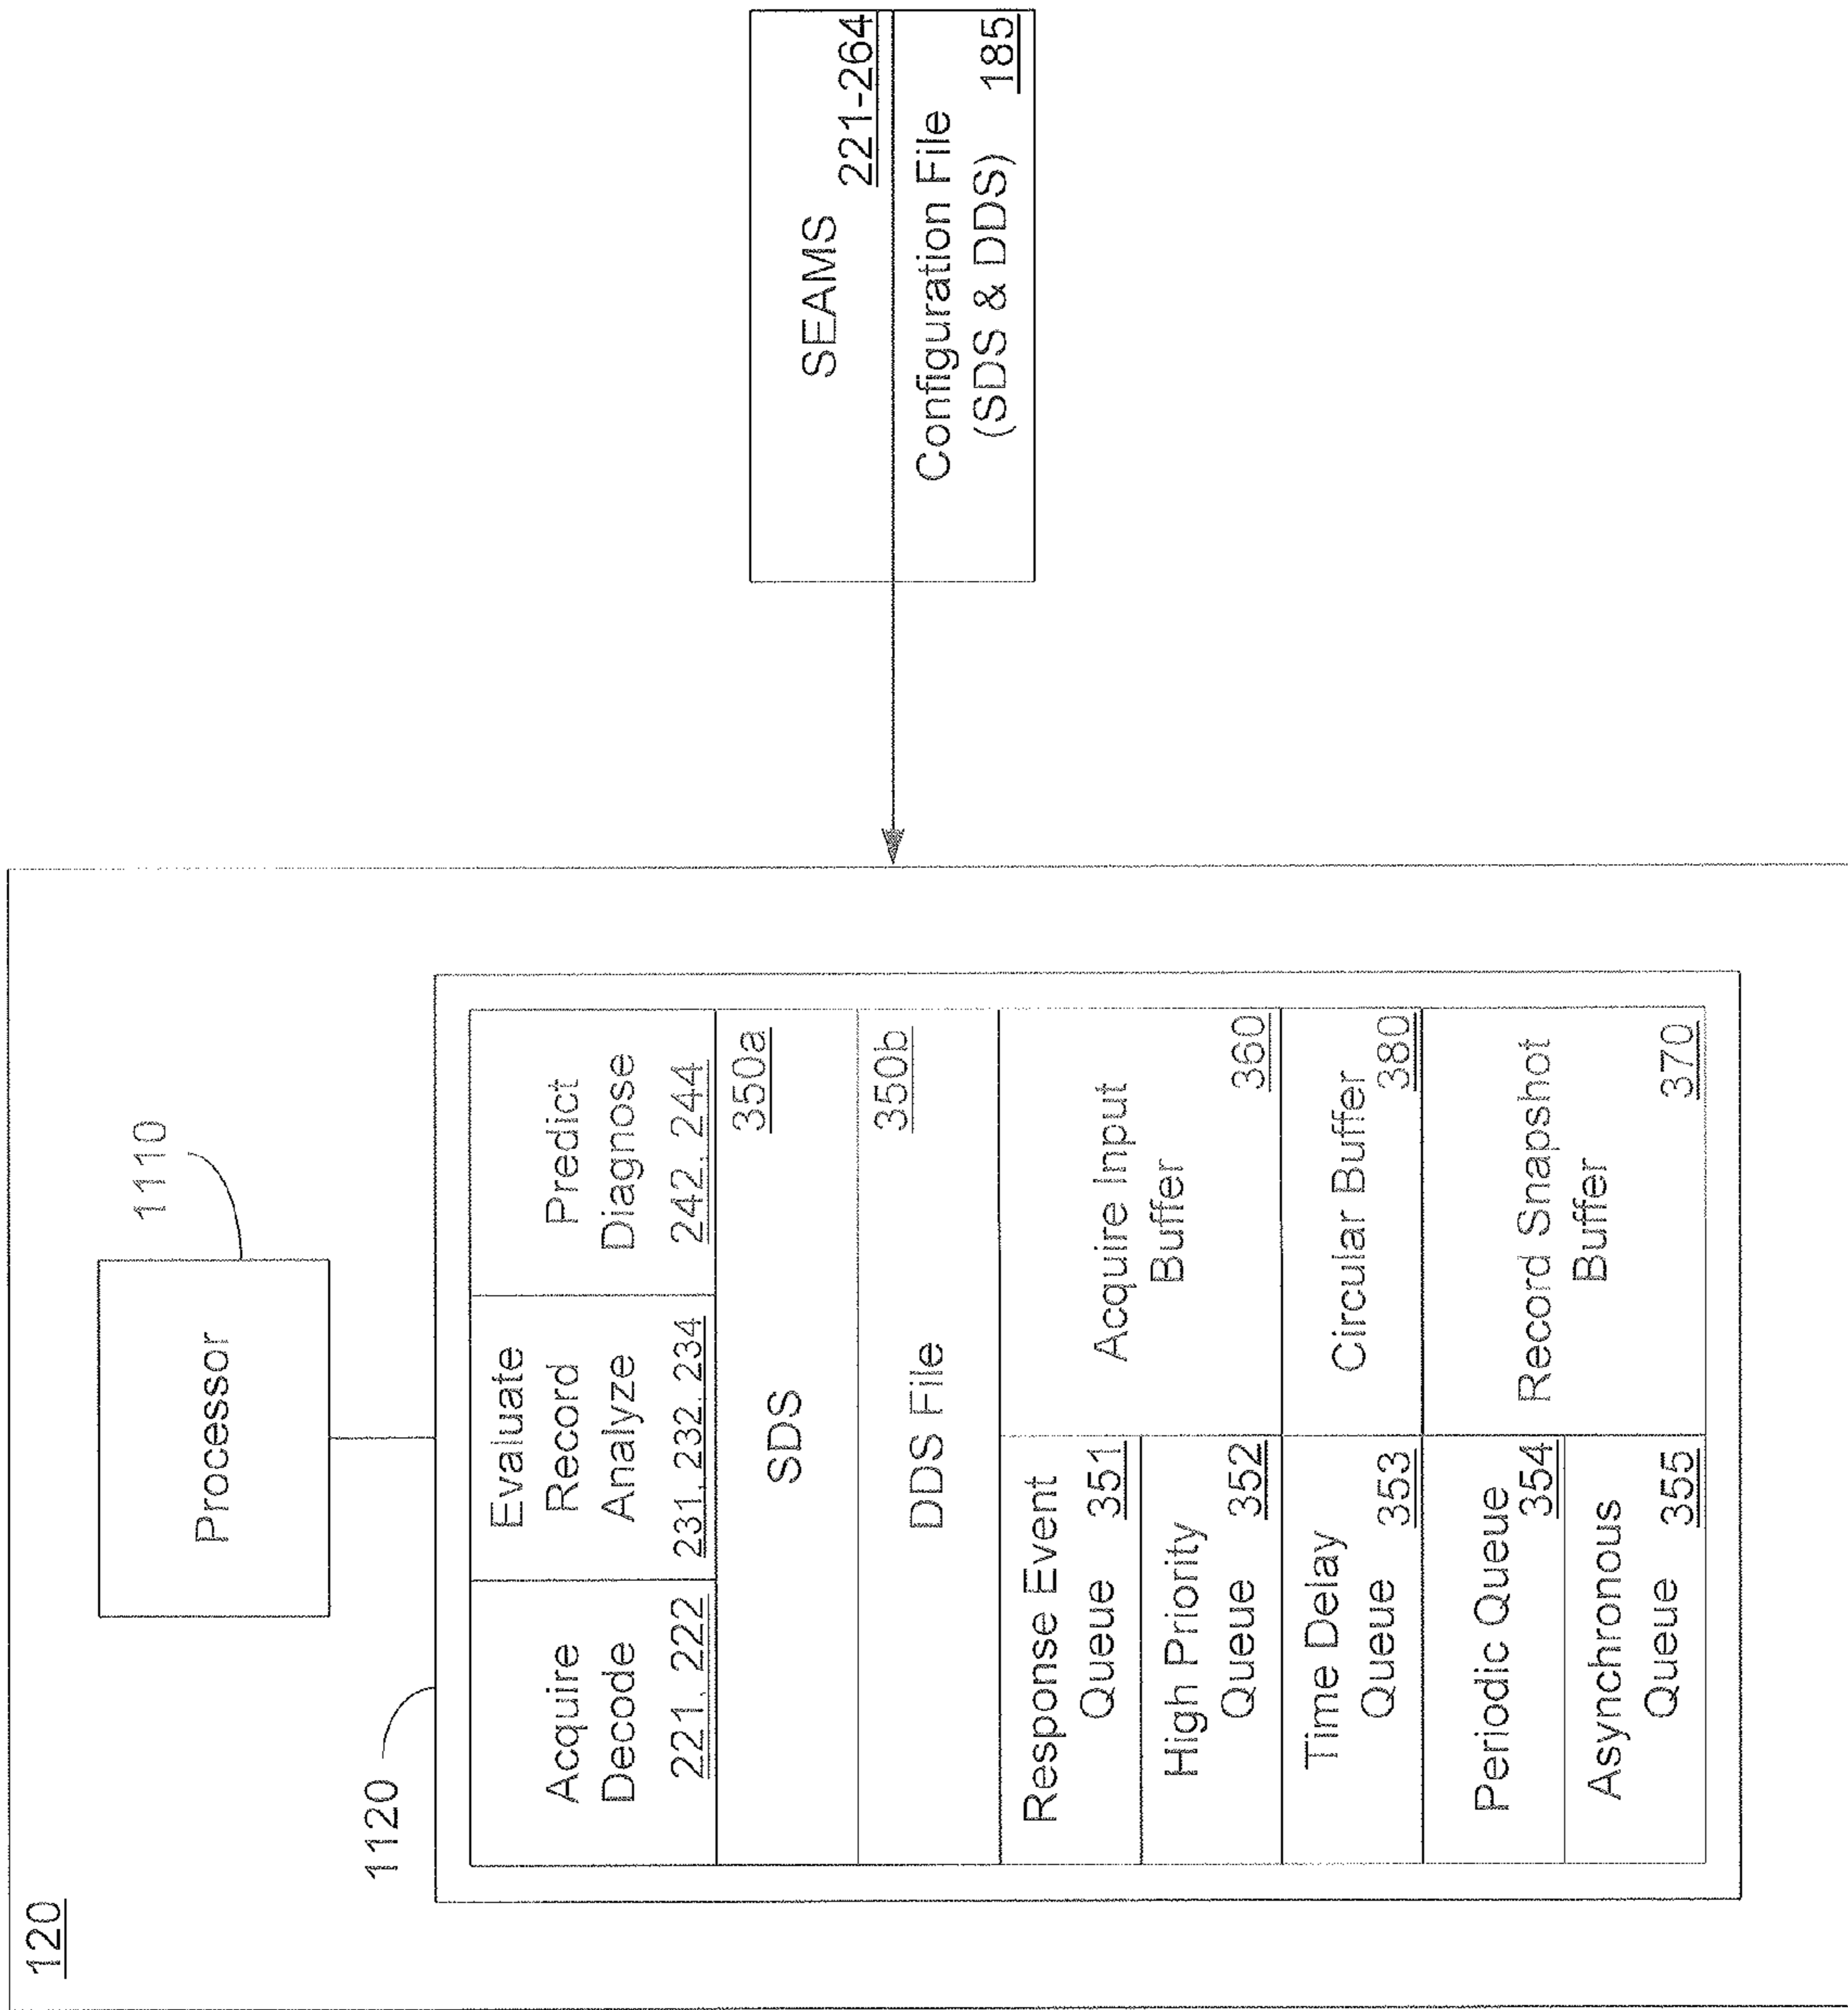 120
Processor
1110
1120
Acquire
Decode
221, 222
Evaluate
Record
Analyze
231, 232, 234
Predict
Diagnose
242, 244
SDS
350a
DDS File
350b
Response Event
Queue 351
High Priority
Queue 352
Time Delay
Queue 353
Periodic Queue
354
Asynchronous
Queue 355
Acquire Input
Buffer
360
Circular Buffer
380
Record Snapshot
Buffer
370
SEAMS
221-264
Configuration File
(SDS & DDS) 185